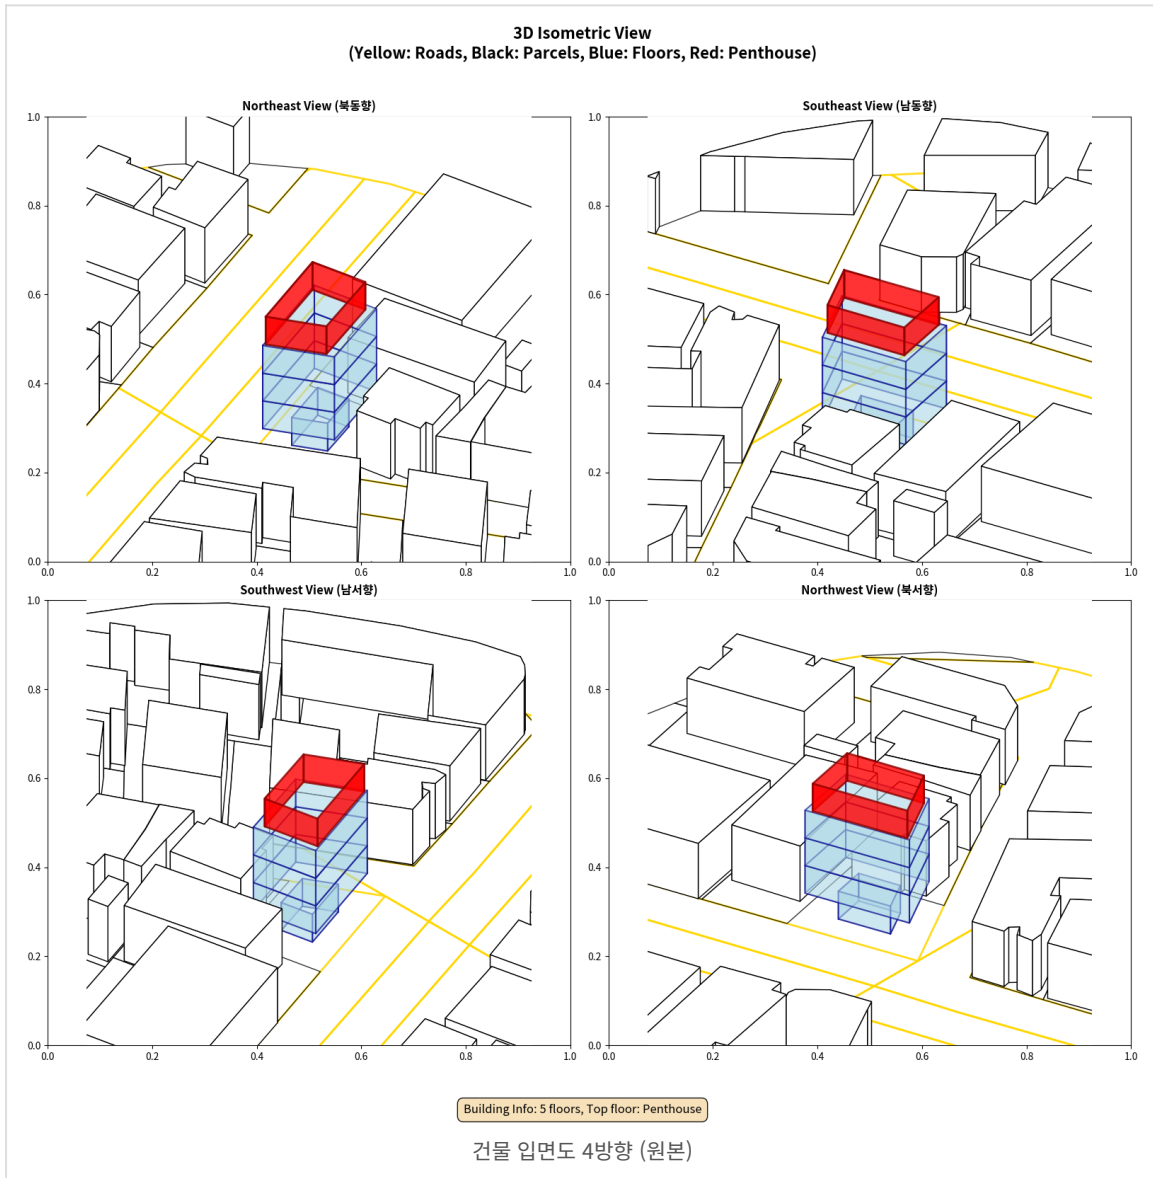 3D Isometric View
(Yellow: Roads, Black: Parcels, Blue: Floors, Red: Penthouse)
Northeast View (북동향)
1.0
0.8
0.6
0.4
0.2
0.0
0.0 0.2 0.4 0.6 0.8 1.0
Southeast View (남동향)
1.0
0.8
0.6
0.4
0.2
0.0
0.0 0.2 0.4 0.6 0.8 1.0
Southwest View (남서향)
1.0
0.8
0.6
0.4
0.2
0.0
0.0 0.2 0.4 0.6 0.8 1.0
Northwest View (북서향)
1.0
0.8
0.6
0.4
0.2
0.0
0.0 0.2 0.4 0.6 0.8 1.0
Building Info: 5 floors, Top floor: Penthouse
건물 입면도 4방향 (원본)